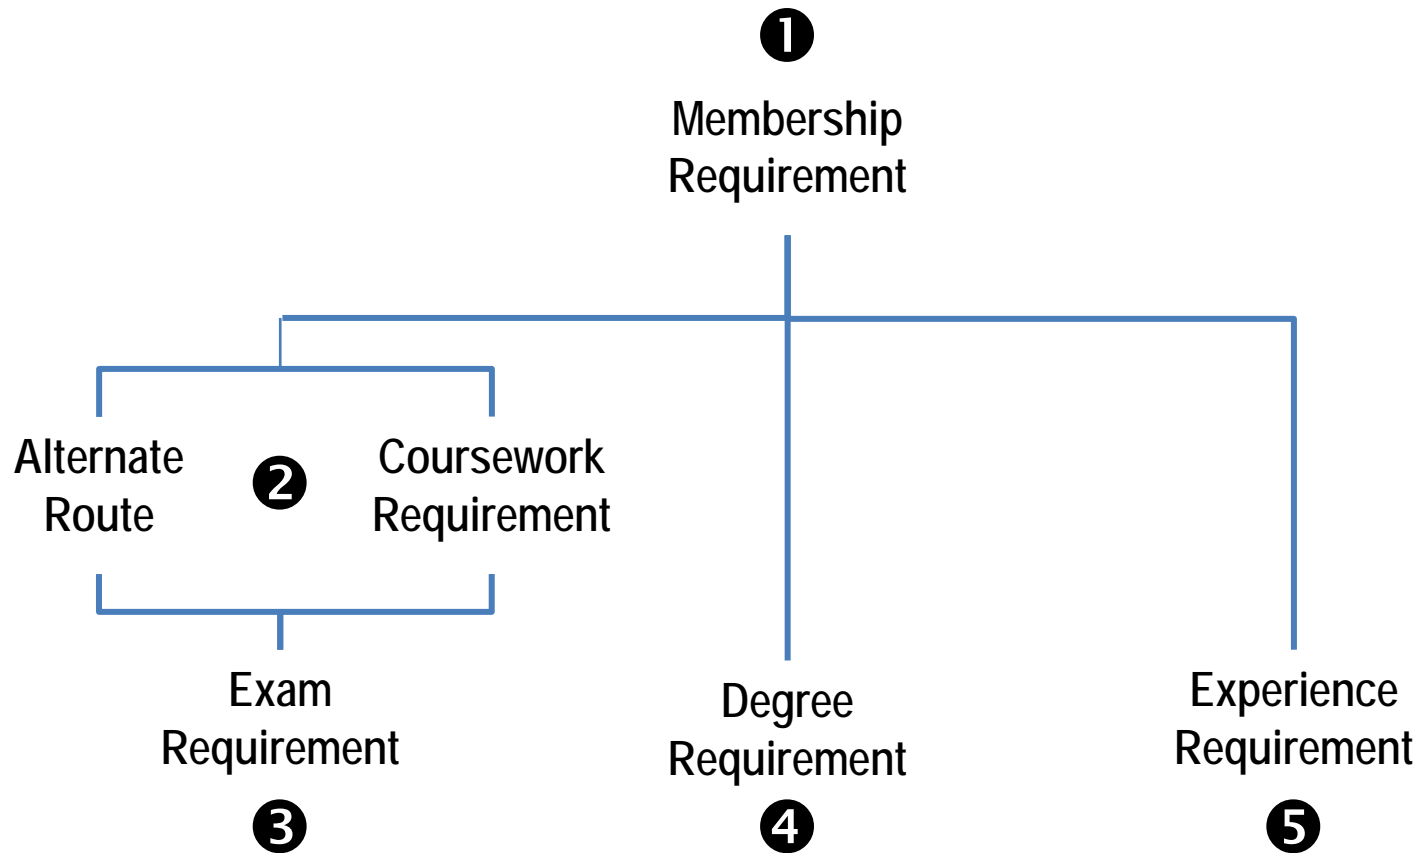 ❶
Membership
Requirement
Alternate
Route
❷
Coursework
Requirement
Exam
Requirement
❸
Degree
Requirement
❹
Experience
Requirement
❺